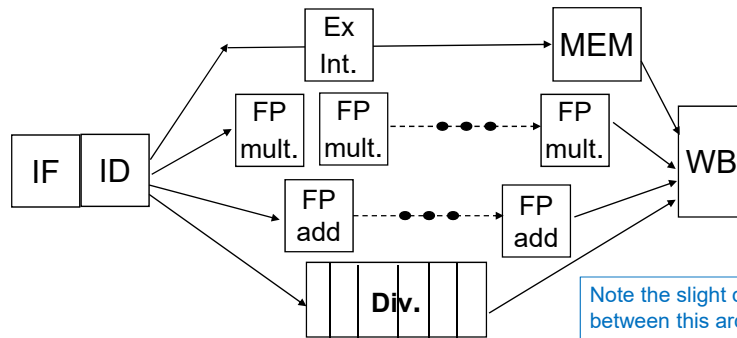 Ex
Int.
MEM
FP
mult.
FP
mult.
FP
mult.
IF
ID
WB
FP
add
FP
add
Div.
Note the slight
between this